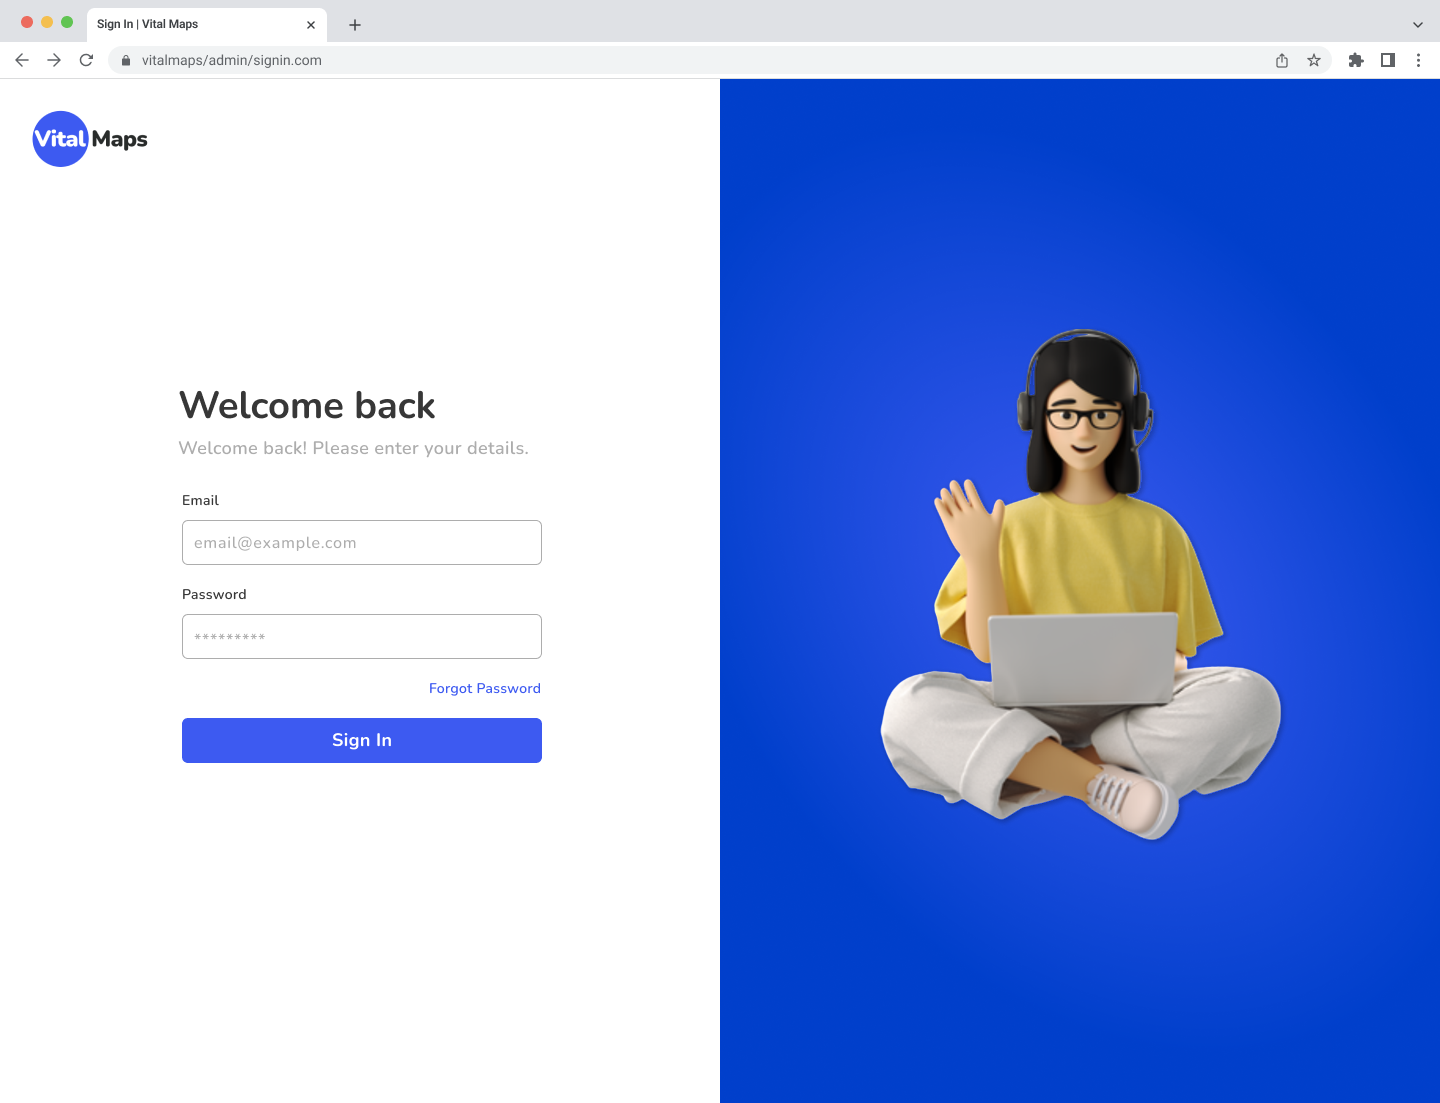 Sign In | Vital Maps
vitalmaps/admin/signin.com
Vital Maps
Welcome back
Welcome back! Please enter your details.
Email
email@example.com
Password
*********
Forgot Password
Sign In